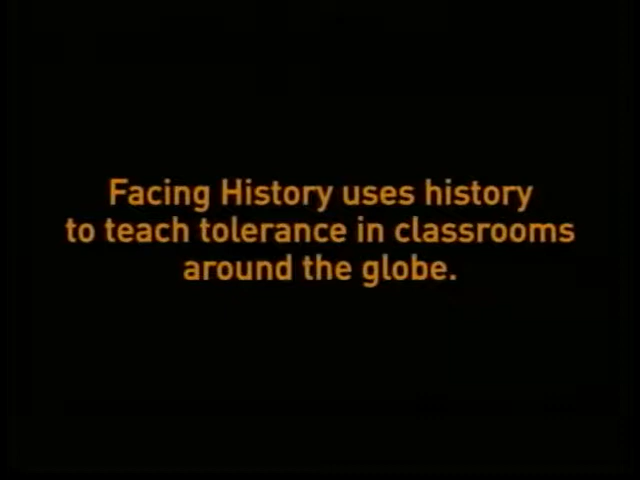 Facing History uses history
to teach tolerance in classrooms
around the globe.